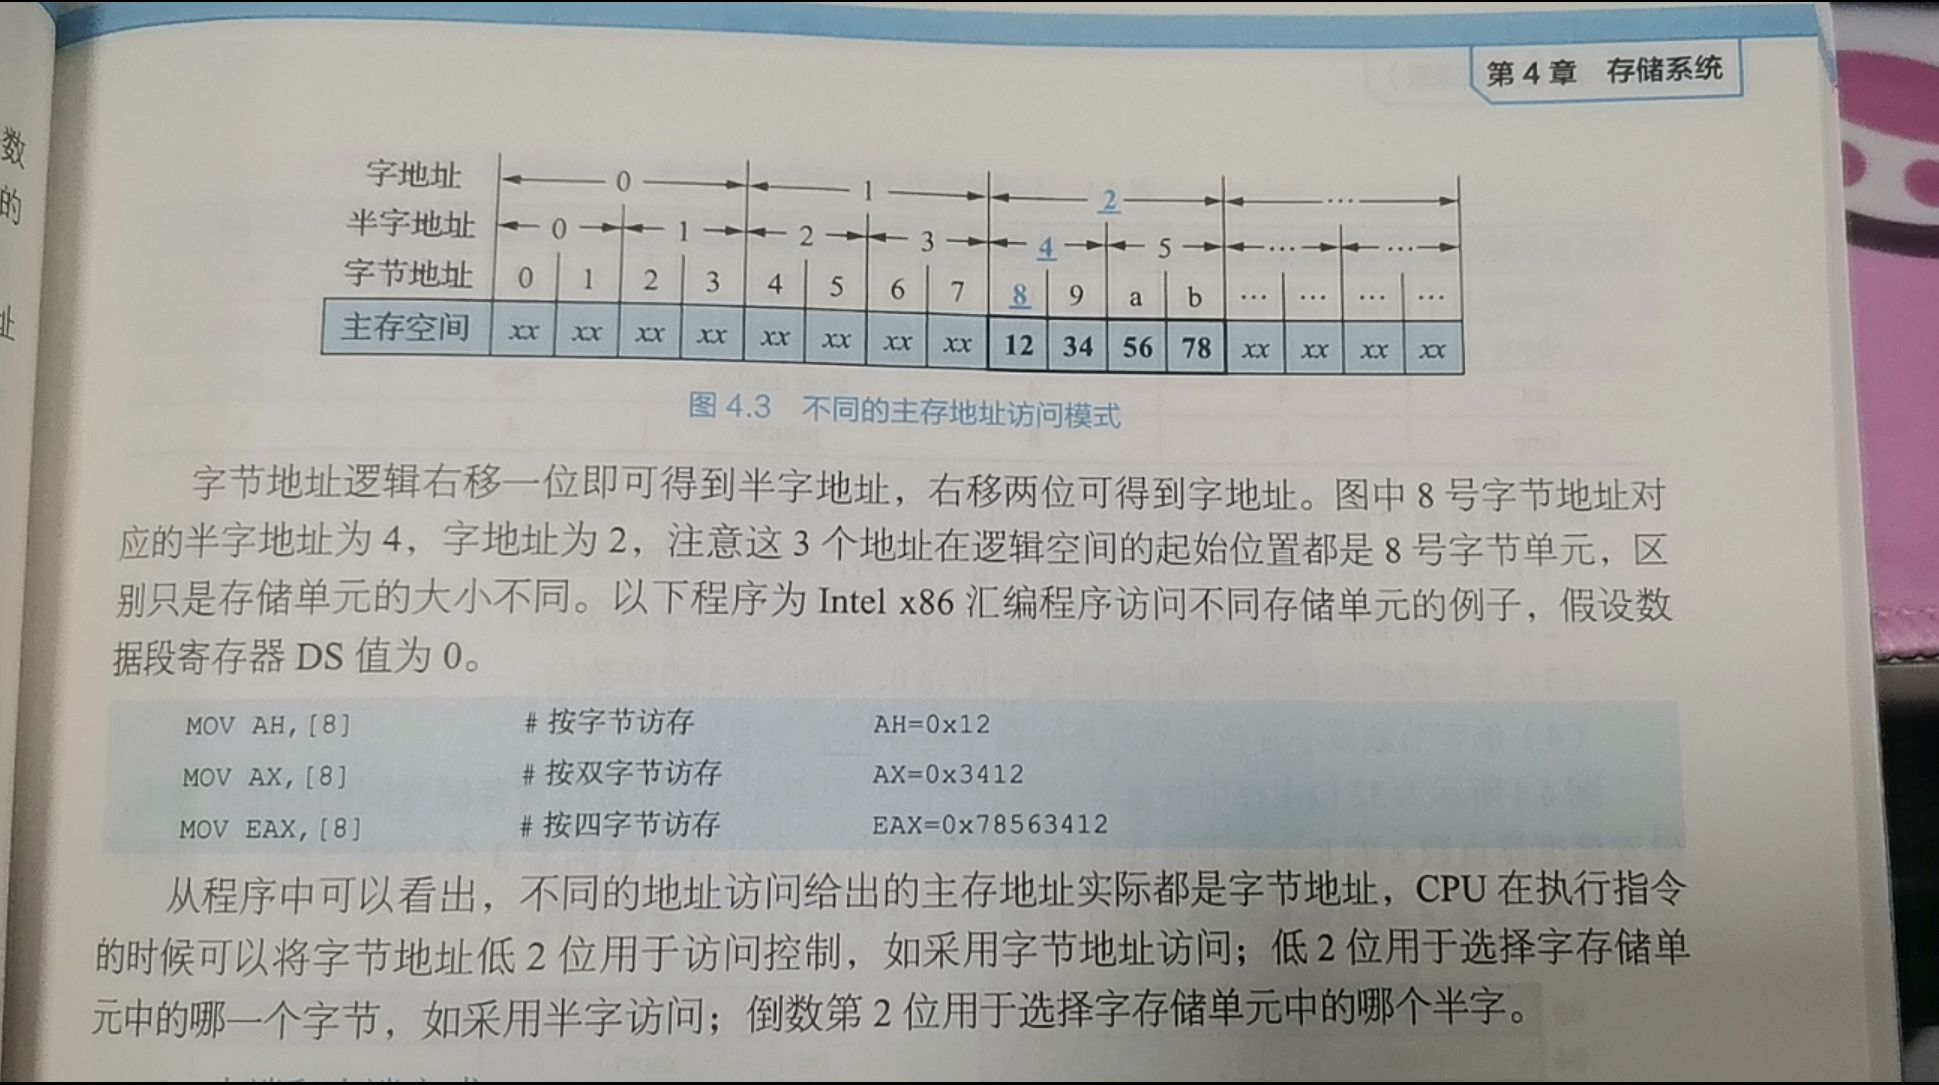 第4章 存储系统
数
的
址
字地址 0 1 2 …
半字地址 0 1 2 3 4 5 … …
字节地址 0 1 2 3 4 5 6 7 8 9 a b … … … …
主存空间 xx xx xx xx xx xx xx xx 12 34 56 78 xx xx xx xx
图 4.3 不同的主存地址访问模式
字节地址逻辑右移一位即可得到半字地址，右移两位可得到字地址。图中 8 号字节地址对
应的半字地址为 4，字地址为 2，注意这 3 个地址在逻辑空间的起始位置都是 8 号字节单元，区
别只是存储单元的大小不同。以下程序为 Intel x86 汇编程序访问不同存储单元的例子，假设数
据段寄存器 DS 值为 0。
MOV AH,[8] # 按字节访存 AH=0x12
MOV AX,[8] # 按双字节访存 AX=0x3412
MOV EAX,[8] # 按四字节访存 EAX=0x78563412
从程序中可以看出，不同的地址访问给出的主存地址实际都是字节地址，CPU 在执行指令
的时候可以将字节地址低 2 位用于访问控制，如采用字节地址访问；低 2 位用于选择字存储单
元中的哪一个字节，如采用半字访问；倒数第 2 位用于选择字存储单元中的哪个半字。